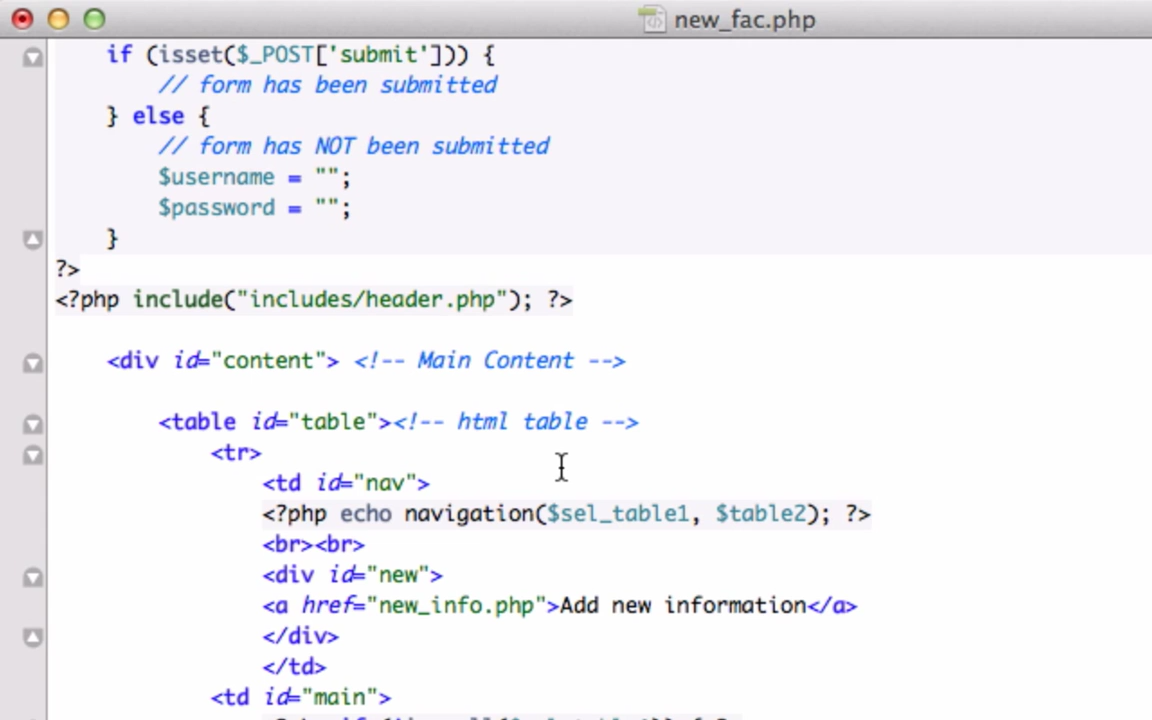 new_fac.php
if (isset($_POST['submit'])) {
// form has been submitted
} else {
// form has NOT been submitted
$username = "";
$password = "";
}
?>
<?php include("includes/header.php"); ?>
<div id="content"> <!-- Main Content -->
<table id="table"><!-- html table -->
<tr>
<td id="nav">
<?php echo navigation($sel_table1, $table2); ?>
<br><br>
<div id="new">
<a href="new_info.php">Add new information</a>
</div>
</td>
<td id="main">